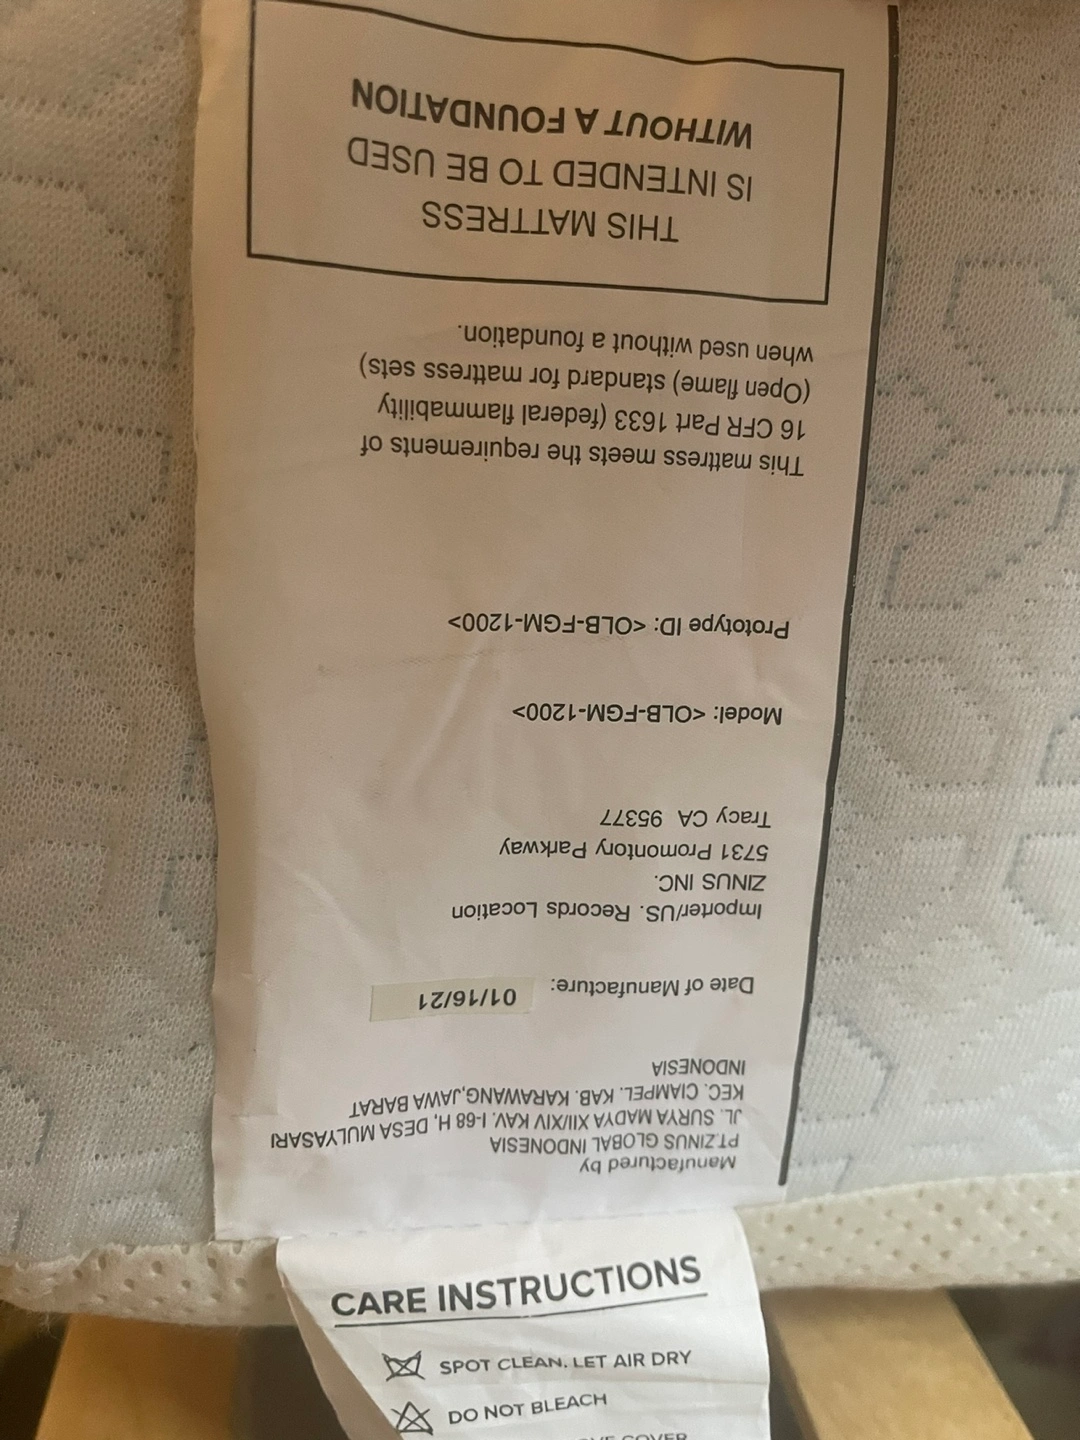 Manufactured by
PT.ZINUS GLOBAL INDONESIA
JL. SURYA MADYA XII/XIV KAV. I-68 H, DESA MULYASARI
KEC. CIAMPEL. KAB. KARAWANG,JAWA BARAT
INDONESIA
Date of Manufacture: 01/16/21
Importer/US. Records Location
ZINUS INC.
5731 Promontory Parkway
Tracy CA 95377
Model: <OLB-FGM-1200>
Prototype ID: <OLB-FGM-1200>
This mattress meets the requirements of
16 CFR Part 1633 (federal flammability
(Open flame) standard for mattress sets)
when used without a foundation.
THIS MATTRESS
IS INTENDED TO BE USED
WITHOUT A FOUNDATION
CARE INSTRUCTIONS
SPOT CLEAN. LET AIR DRY
DO NOT BLEACH
COVER